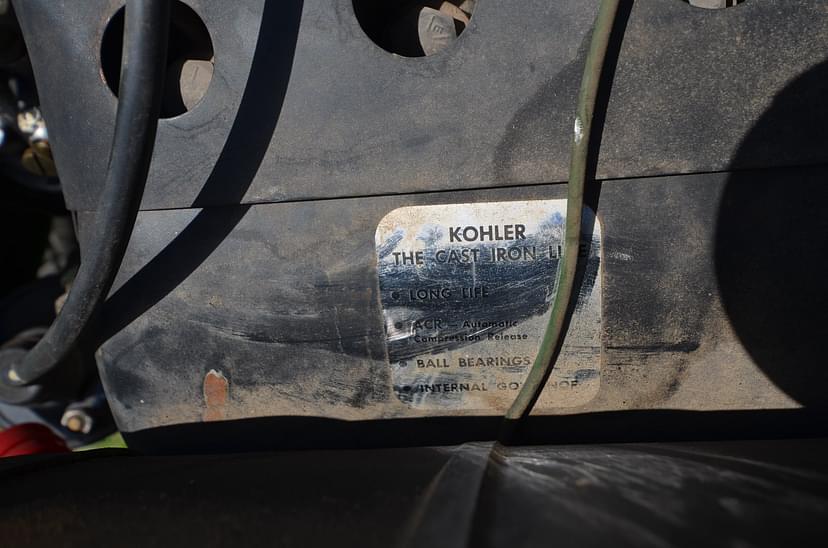 KOHLER
THE CAST IRON
• LONG LIFE
• ACR – Automatic
Compression Release
• BALL BEARINGS
• INTERNAL